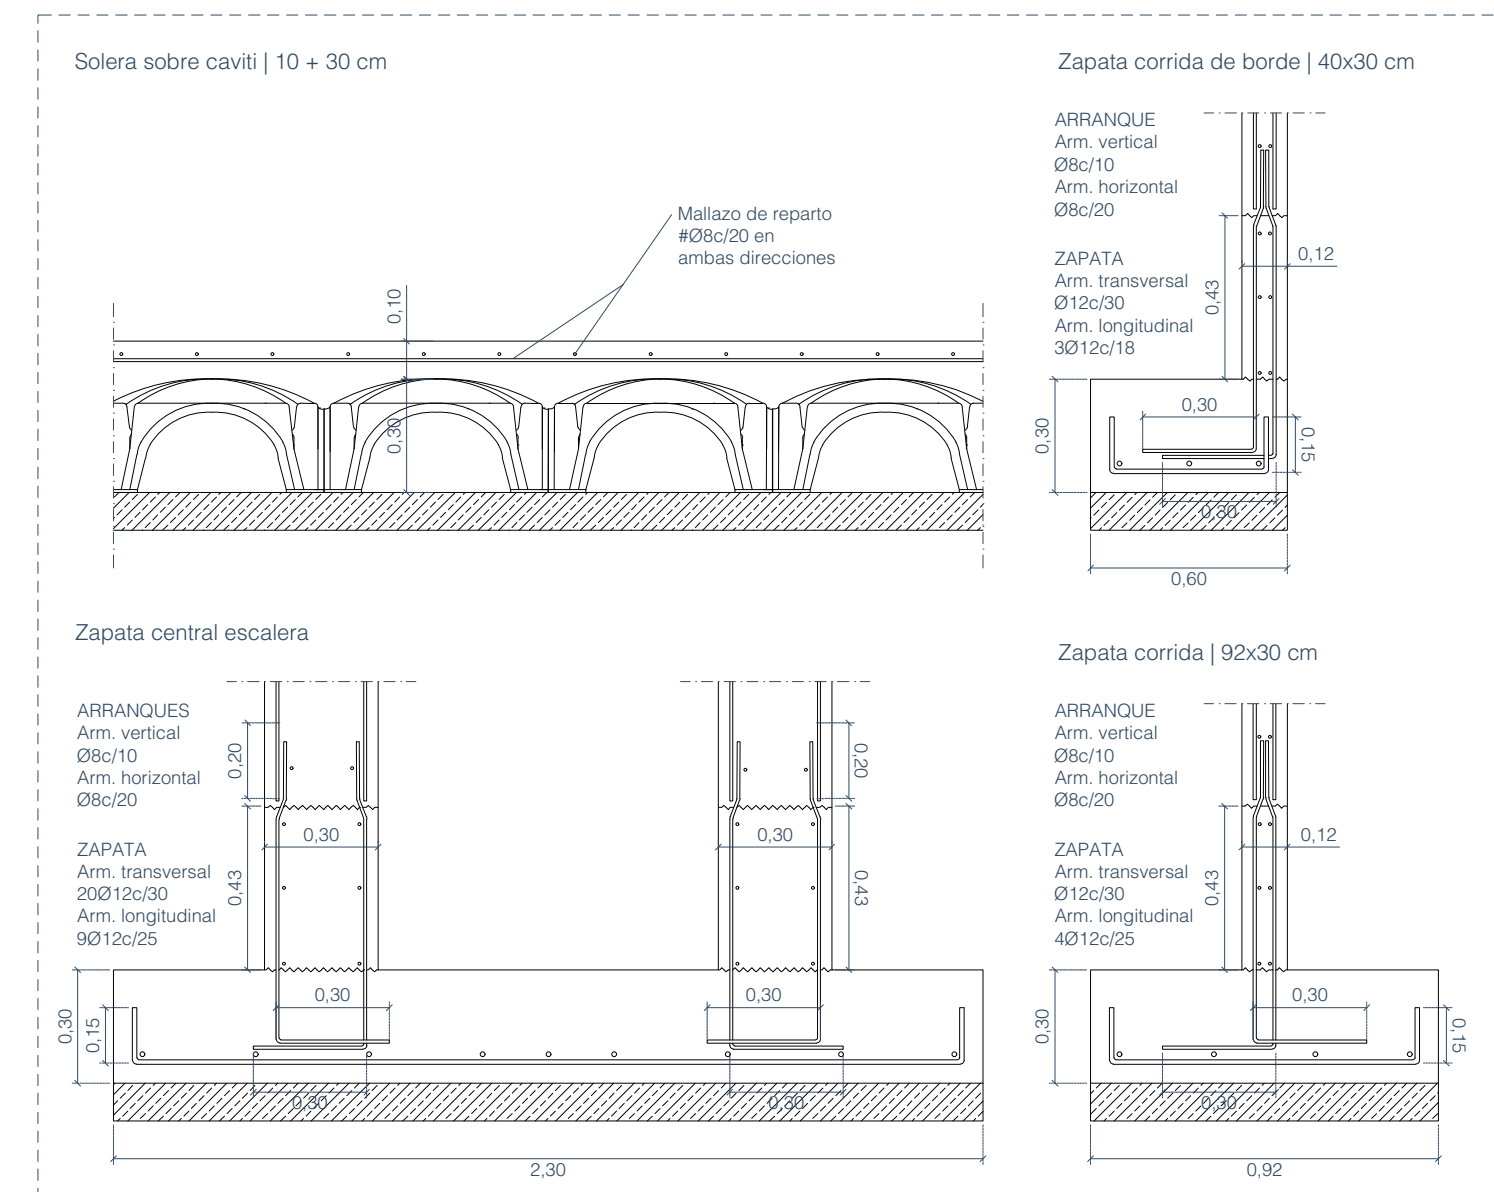 Solera sobre caviti | 10 + 30 cm
Mallazo de reparto
#Ø8c/20 en
ambas direcciones
0,10
0,30
Zapata corrida de borde | 40x30 cm
ARRANQUE
Arm. vertical
Ø8c/10
Arm. horizontal
Ø8c/20
ZAPATA
Arm. transversal
Ø12c/30
Arm. longitudinal
3Ø12c/18
0,12
0,43
0,30
0,30
0,15
0,30
0,60
Zapata central escalera
ARRANQUES
Arm. vertical
Ø8c/10
Arm. horizontal
Ø8c/20
ZAPATA
Arm. transversal
20Ø12c/30
Arm. longitudinal
9Ø12c/25
0,20
0,20
0,30
0,30
0,43
0,43
0,30
0,30
0,30
0,15
0,30
0,30
2,30
Zapata corrida | 92x30 cm
ARRANQUE
Arm. vertical
Ø8c/10
Arm. horizontal
Ø8c/20
ZAPATA
Arm. transversal
Ø12c/30
Arm. longitudinal
4Ø12c/25
0,12
0,43
0,30
0,30
0,15
0,30
0,92